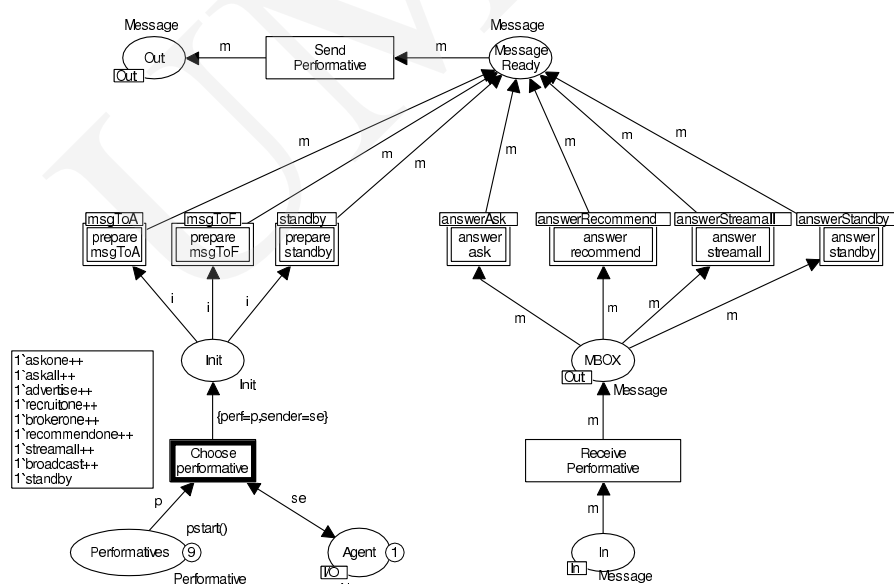 Message
Message
Out
Out
m
Send
Performative
m
Message
Ready
m
m
m
m
m
m
m
msgToA
prepare
msgToA
msgToF
prepare
msgToF
standby
prepare
standby
answerAsk
answer
ask
answerRecommend
answer
recommend
answerStreamall
answer
streamall
answerStandby
answer
standby
i
i
i
m
m
m
m
Init
Init
MBOX
Out
Message
1`askone++
1`askall++
1`advertise++
1`recruitone++
1`brokerone++
1`recommendone++
1`streamall++
1`broadcast++
1`standby
{perf=p,sender=se}
m
Choose
performative
Receive
Performative
p
se
m
pstart()
Performatives
9
Performative
Agent
1
I/O
In
In
Message